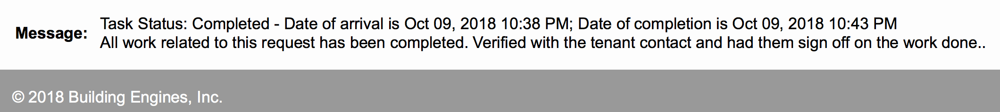 Message:
Task Status: Completed - Date of arrival is Oct 09, 2018 10:38 PM; Date of completion is Oct 09, 2018 10:43 PM
All work related to this request has been completed. Verified with the tenant contact and had them sign off on the work done..
© 2018 Building Engines, Inc.